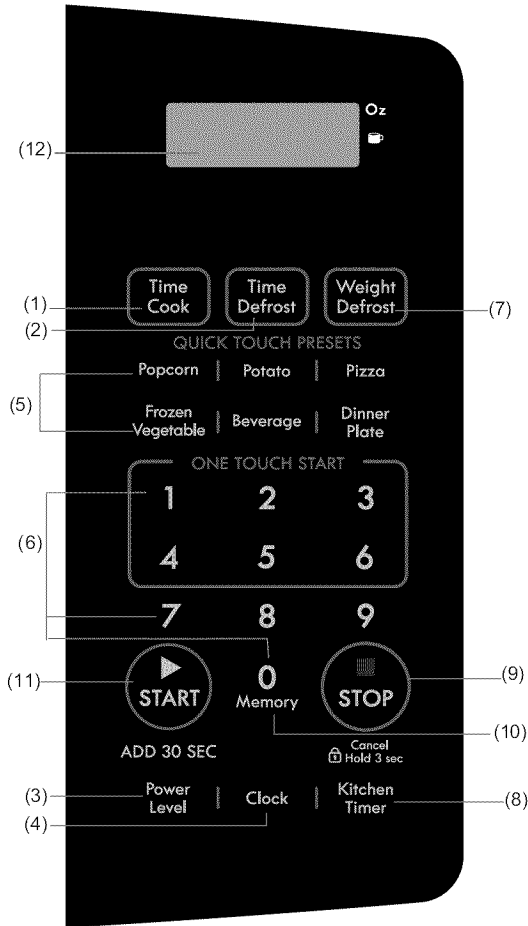 Oz
(12)
Time Cook
Time Defrost
Weight Defrost
(1)
(2)
(7)
QUICK TOUCH PRESETS
Popcorn | Potato | Pizza
(5)
Frozen Vegetable | Beverage | Dinner Plate
ONE TOUCH START
1 2 3
(6)
4 5 6
7 8 9
(11)
START
0
Memory
STOP
(9)
(10)
ADD 30 SEC
Cancel
Hold 3 sec
(3)
Power Level | Clock | Kitchen Timer
(4)
(8)